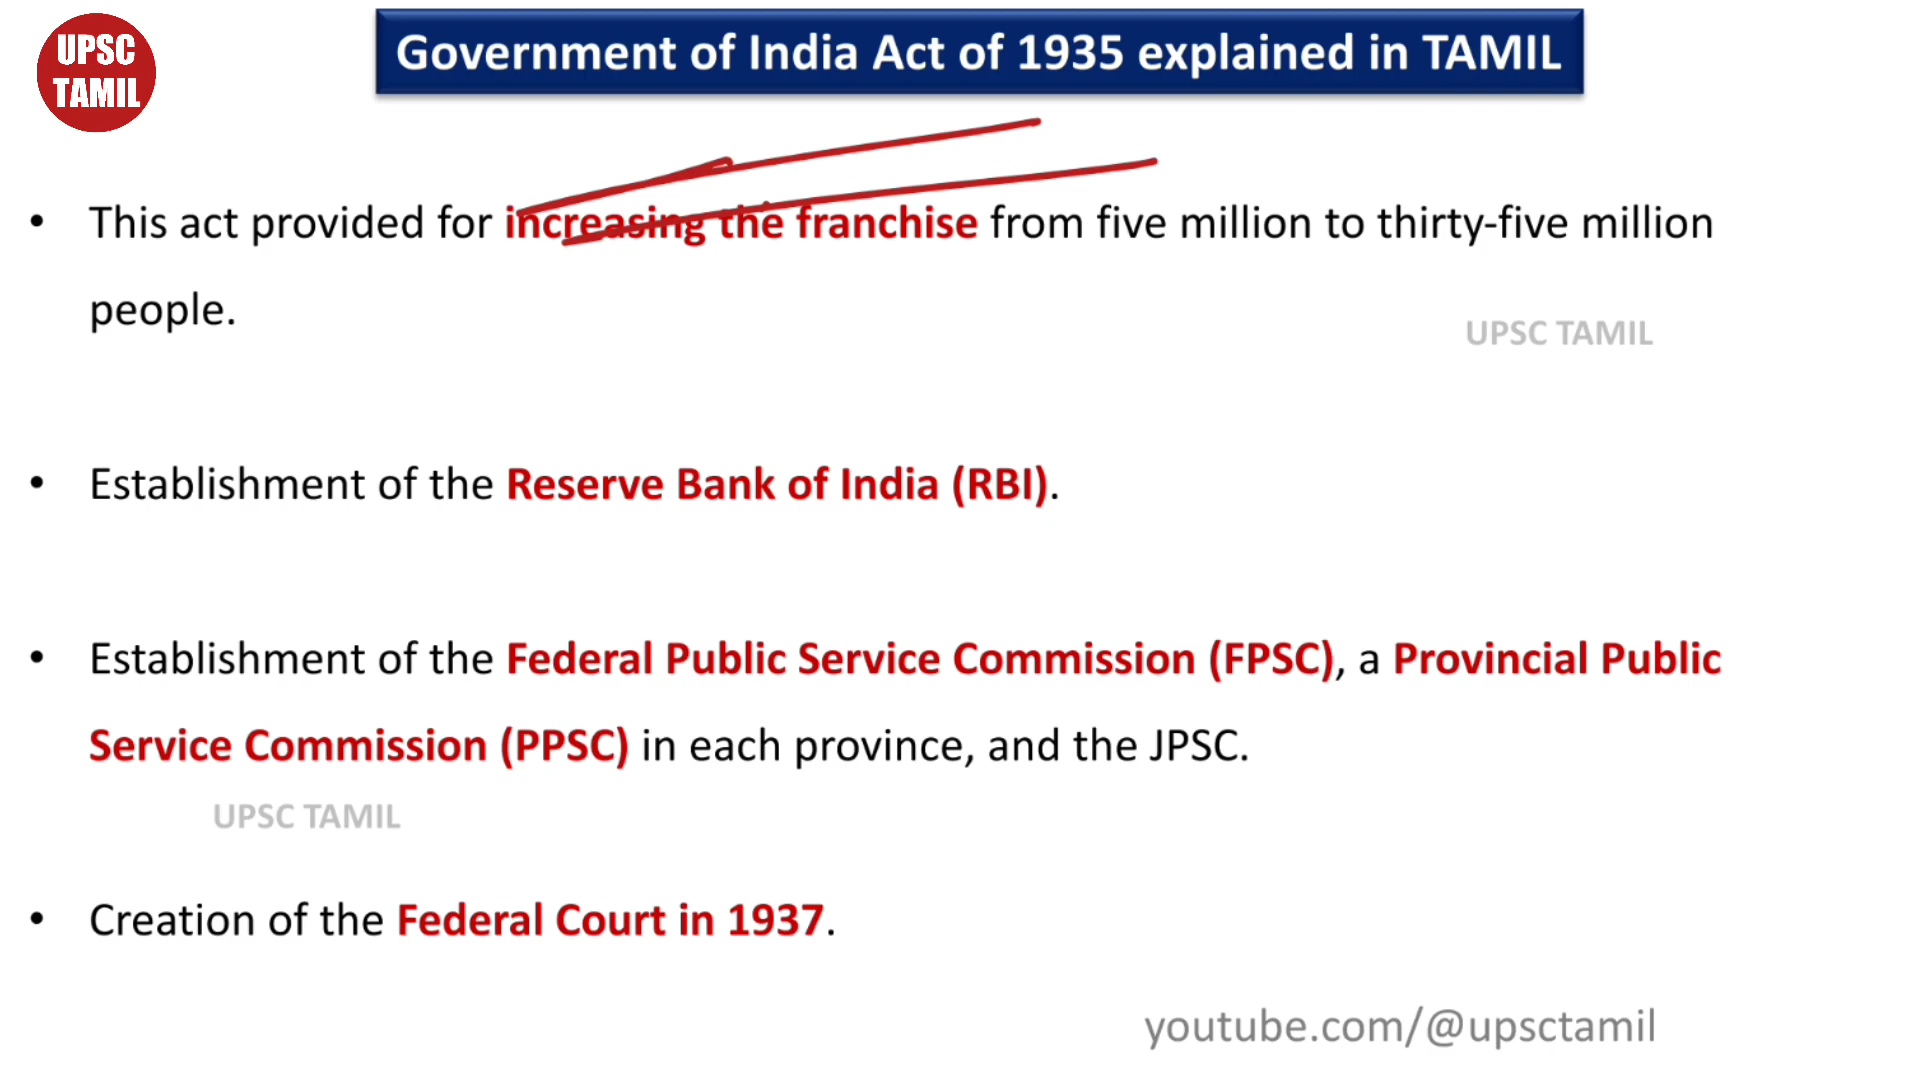 UPSC
TAMIL
Government of India Act of 1935 explained in TAMIL
• This act provided for increasing the franchise from five million to thirty-five million
people.
UPSC TAMIL
• Establishment of the Reserve Bank of India (RBI).
• Establishment of the Federal Public Service Commission (FPSC), a Provincial Public
Service Commission (PPSC) in each province, and the JPSC.
UPSC TAMIL
• Creation of the Federal Court in 1937.
youtube.com/@upsctamil